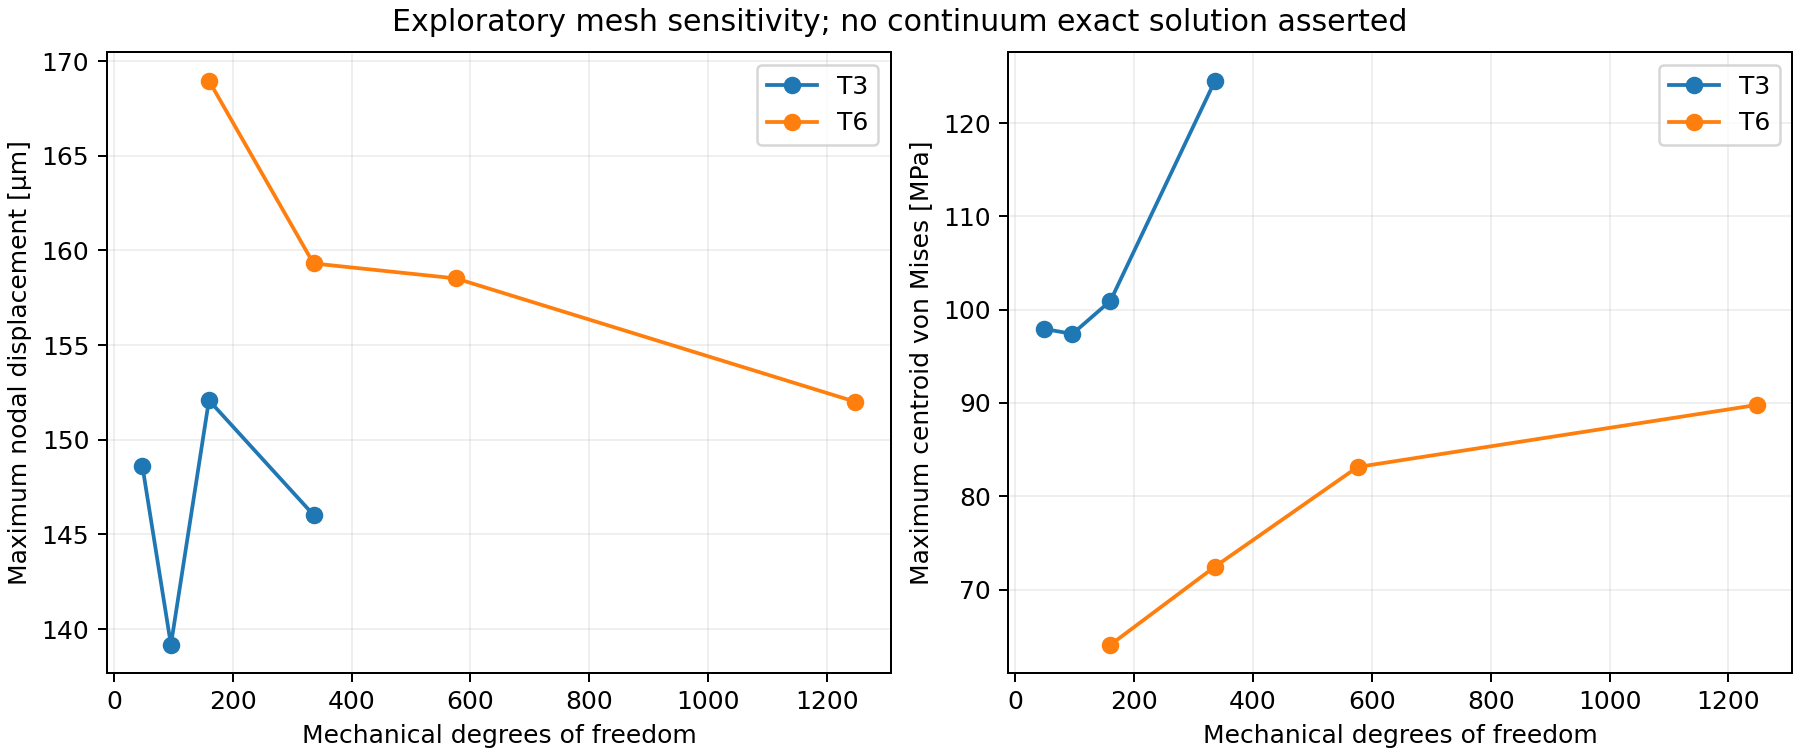 Exploratory mesh sensitivity; no continuum exact solution asserted
Maximum nodal displacement [µm]
170
165
160
155
150
145
140
0 200 400 600 800 1000 1200
Mechanical degrees of freedom
T3
T6
Maximum centroid von Mises [MPa]
120
110
100
90
80
70
0 200 400 600 800 1000 1200
Mechanical degrees of freedom
T3
T6